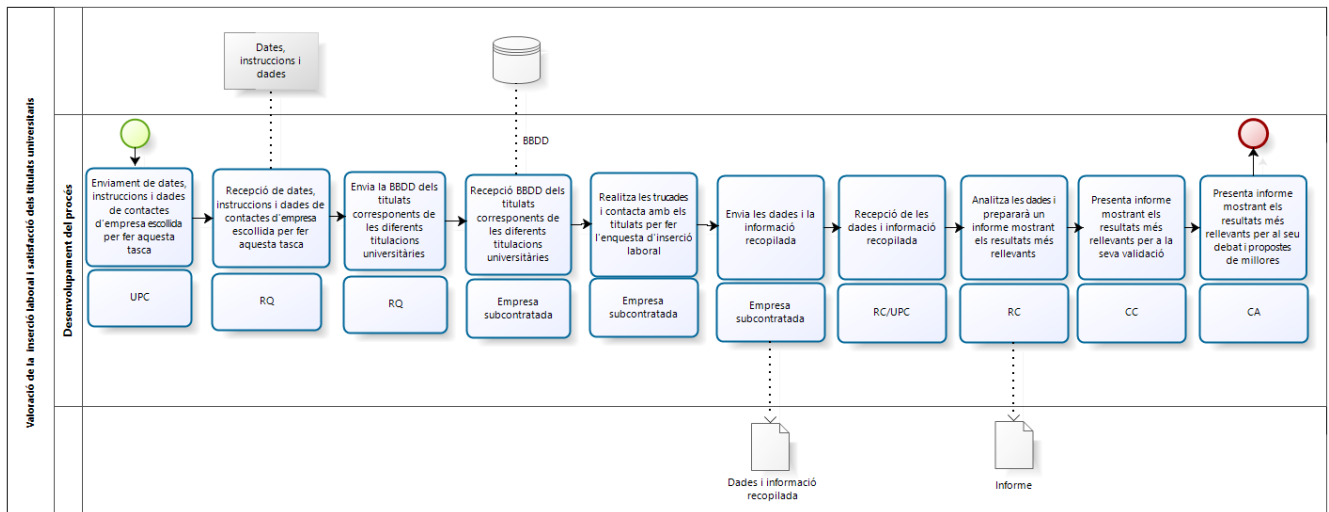 Valoració de la Inserció laboral i satisfacció dels titulats universitaris
Desenvolupament del procés
Dates,
instruccions i
dades
BBDD
Enviament de dates,
instruccions i dades
de contactes
d'empresa escollida
per fer aquesta
tasca
UPC
Recepció de dates,
instruccions i dades de
contactes d'empresa
escollida per fer
aquesta tasca
RQ
Envia la BBDD dels
titulats
corresponents de
les diferents
titulacions
universitàries
RQ
Recepció BBDD dels
titulats
corresponents de
les diferents
titulacions
universitàries
Empresa
subcontratada
Realitza les trucades
i contacta amb els
titulats per fer
l'enquesta d'inserció
laboral
Empresa
subcontratada
Envia les dades i la
informació
recopilada
Empresa
subcontratada
Recepció de les
dades i informació
recopilada
RC/UPC
Analitza les dades i
prepararà un
informe mostrant
els resultats més
rellevants
RC
Presenta informe
mostrant els
resultats més
rellevants per a la
seva validació
CC
Presenta informe
mostrant els
resultats més
rellevants per al seu
debat i propostes
de millores
CA
Dades i informació
recopilada
Informe